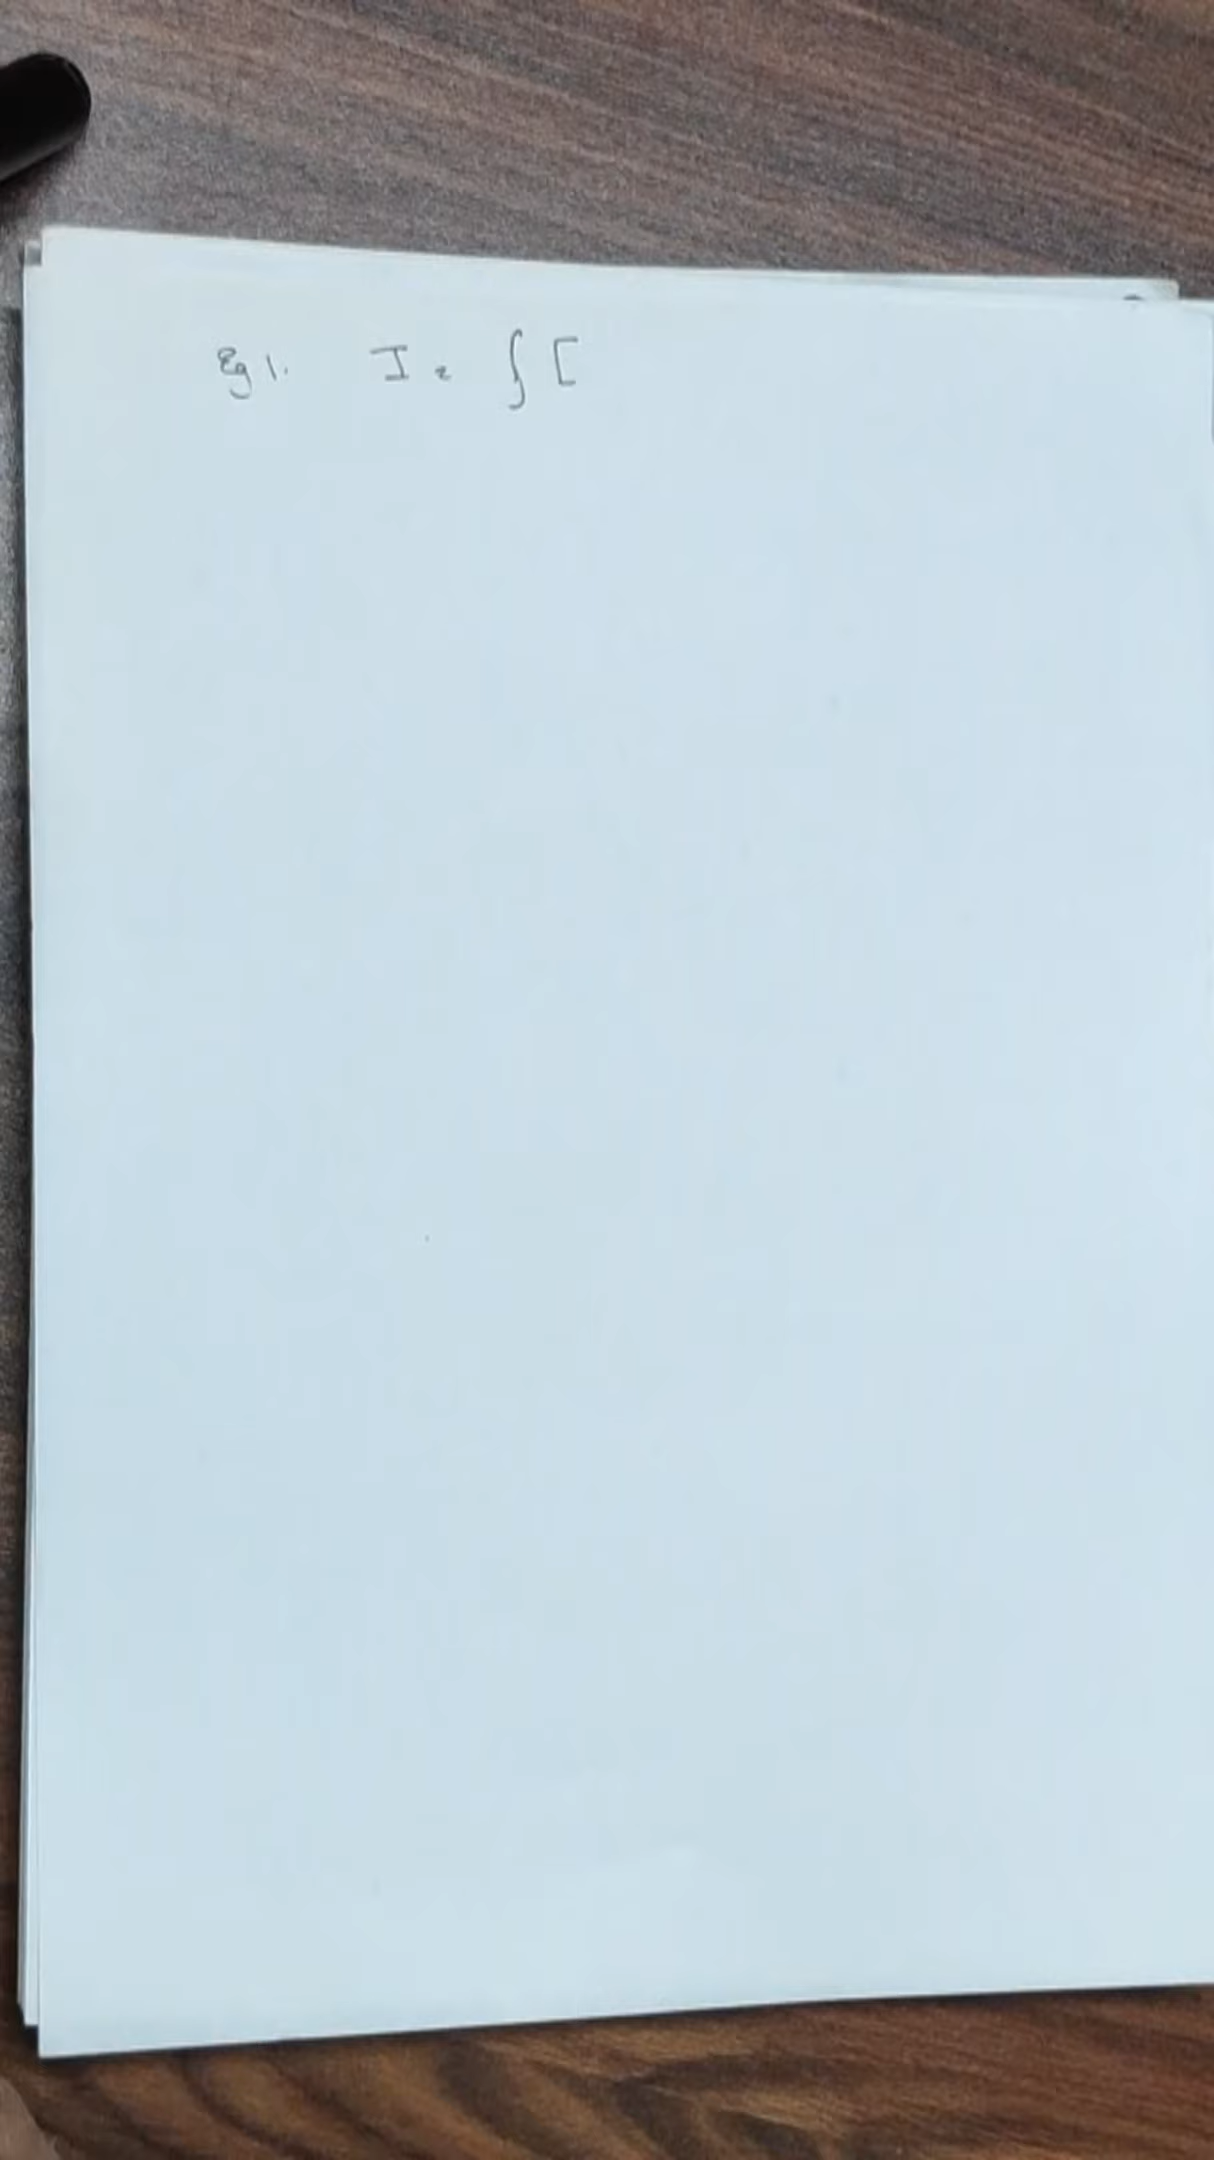 Eg 1. I = ∫ [